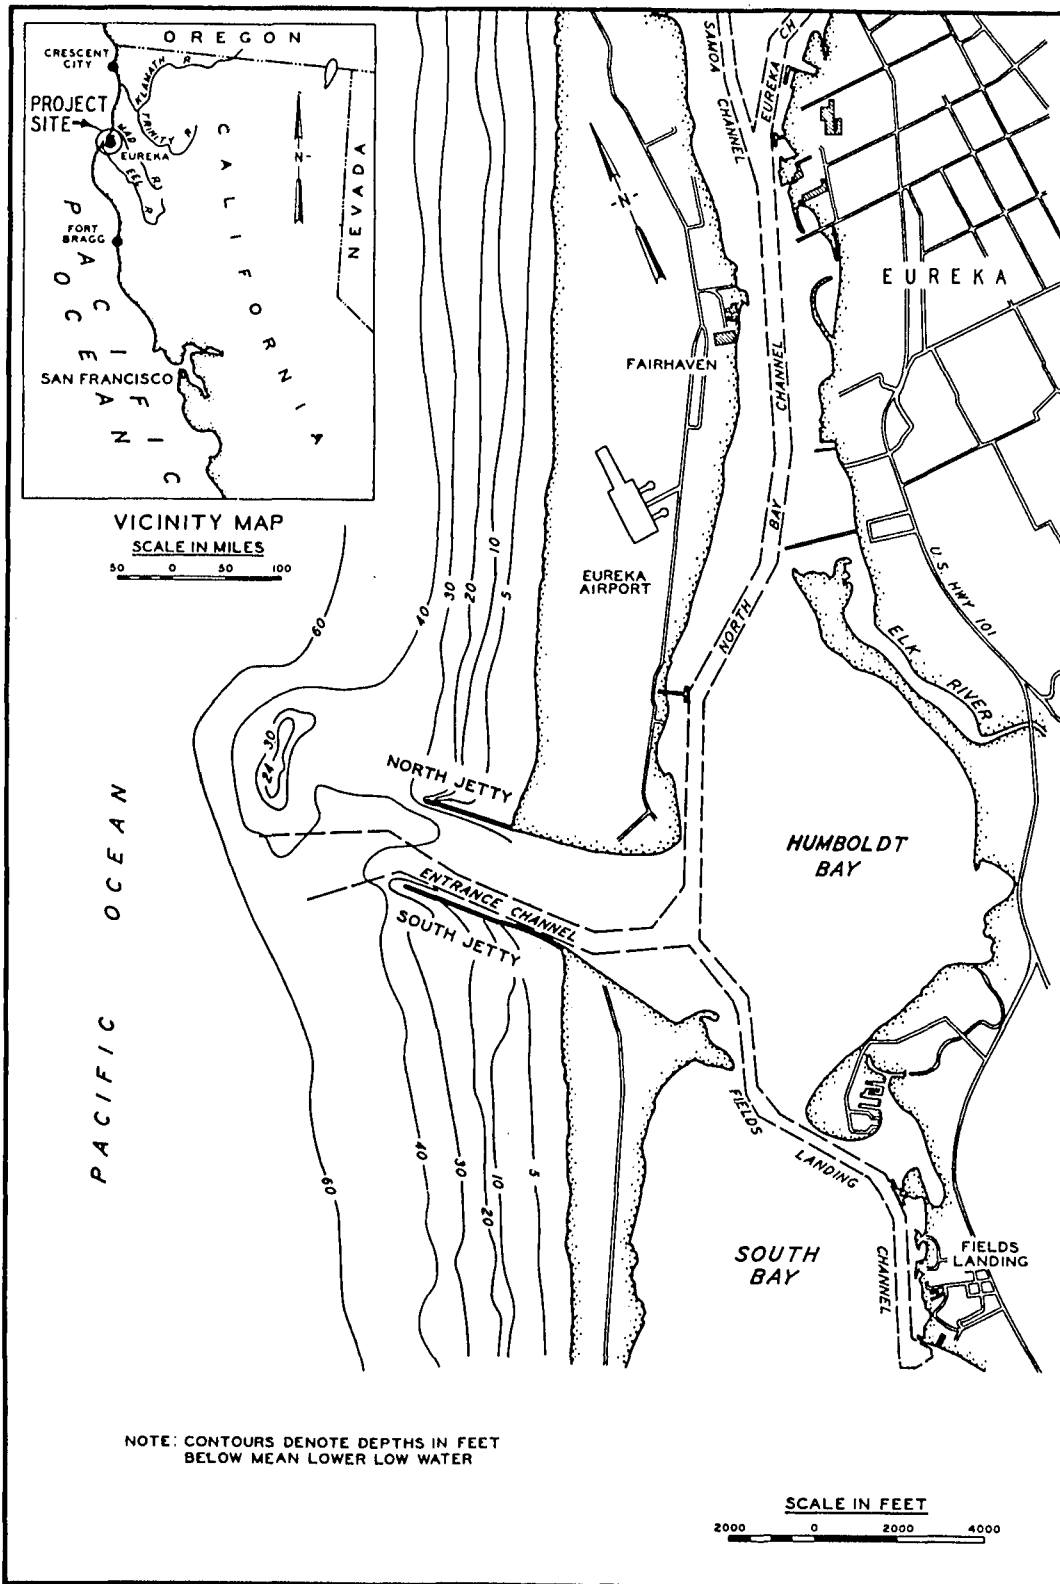 OREGON
CRESCENT
CITY
KLAMATH R
TRINITY R
PROJECT
SITE
MAD R
EUREKA
EEL R
-N-
CALIFORNIA
NEVADA
FORT
BRAGG
PACIFIC
OCEAN
SAN FRANCISCO
VICINITY MAP
SCALE IN MILES
50 0 50 100
SAMOA
CHANNEL
EUREKA CH
-N-
EUREKA
FAIRHAVEN
NORTH BAY CHANNEL
EUREKA
AIRPORT
U.S. HWY 101
ELK RIVER
60
40
30
20
10
5
30
24
NORTH JETTY
ENTRANCE CHANNEL
SOUTH JETTY
HUMBOLDT
BAY
PACIFIC OCEAN
60
40
30
20
10
5
FIELDS LANDING CHANNEL
SOUTH
BAY
FIELDS
LANDING
NOTE: CONTOURS DENOTE DEPTHS IN FEET
BELOW MEAN LOWER LOW WATER
SCALE IN FEET
2000 0 2000 4000